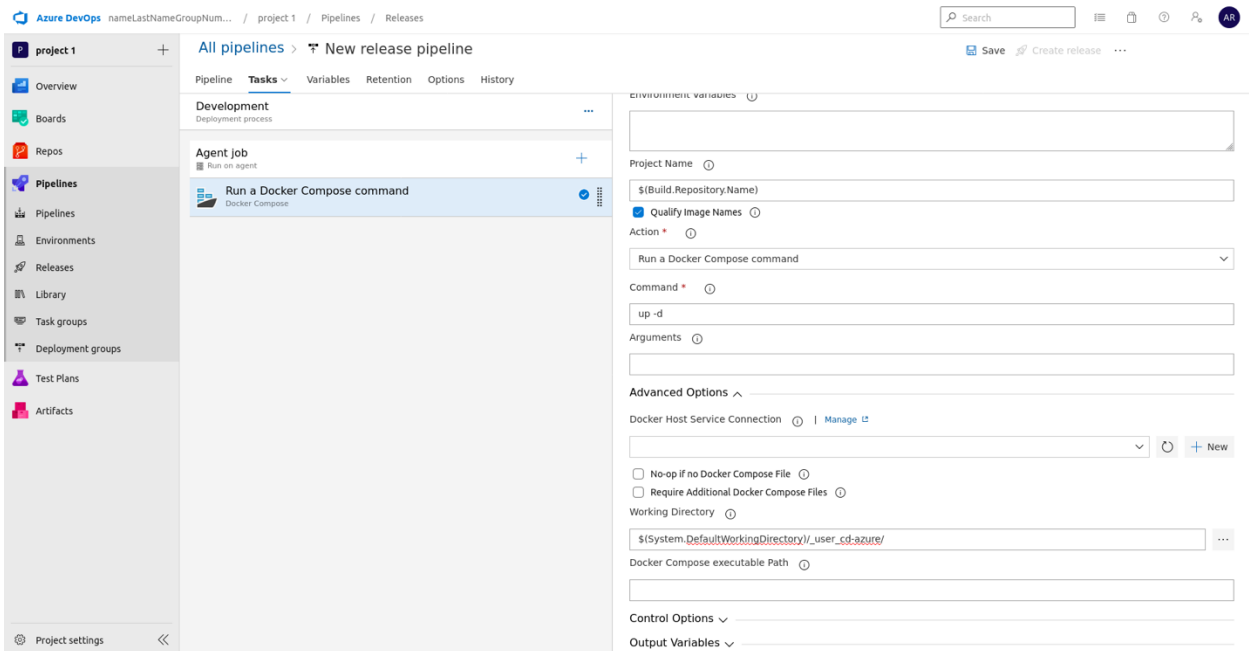 Azure DevOps nameLastNameGroupNum... / project 1 / Pipelines / Releases
Search
AR
P project 1
Overview
Boards
Repos
Pipelines
Pipelines
Environments
Releases
Library
Task groups
Deployment groups
Test Plans
Artifacts
Project settings
All pipelines > New release pipeline
Save Create release ...
Pipeline Tasks Variables Retention Options History
Development
Deployment process
...
Agent job
Run on agent
Run a Docker Compose command
Docker Compose
Environment Variables
Project Name
$(Build.Repository.Name)
Qualify Image Names
Action *
Run a Docker Compose command
Command *
up -d
Arguments
Advanced Options
Docker Host Service Connection | Manage
New
No-op if no Docker Compose File
Require Additional Docker Compose Files
Working Directory
$(System.DefaultWorkingDirectory)/_user_cd-azure/
...
Docker Compose executable Path
Control Options
Output Variables